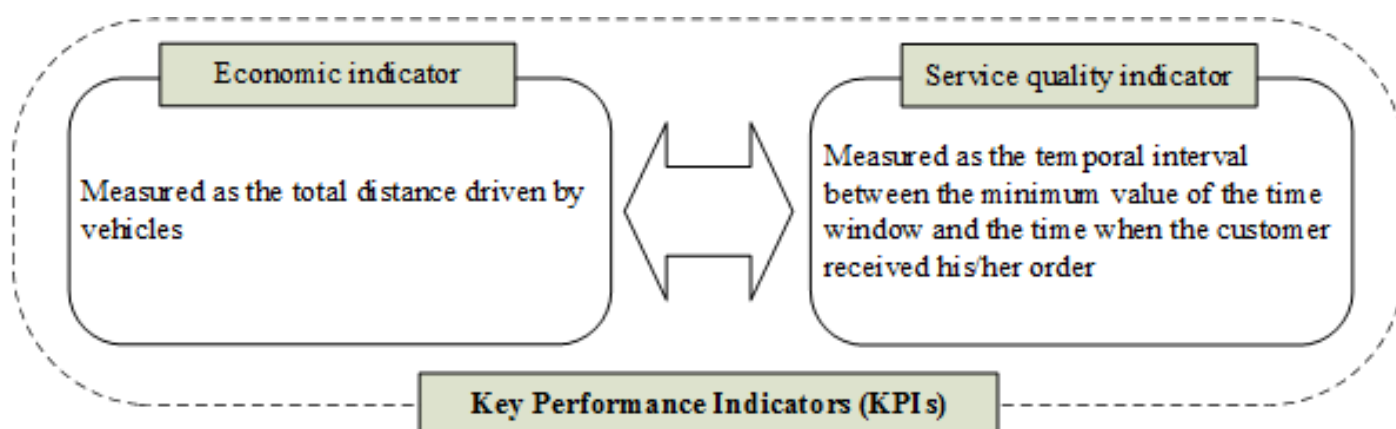 Economic indicator
Measured as the total distance driven by
vehicles
Service quality indicator
Measured as the temporal interval
between the minimum value of the time
window and the time when the customer
received his/her order
Key Performance Indicators (KPIs)